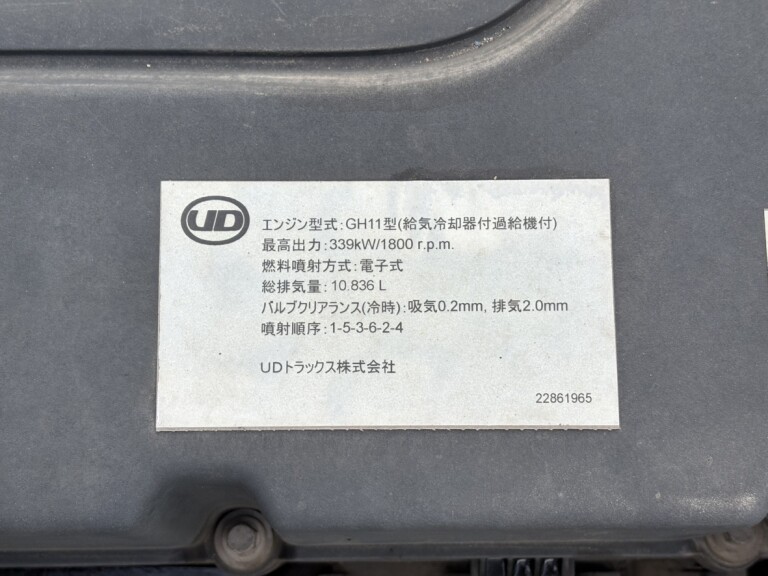 UD
エンジン型式:GH11型(給気冷却器付過給機付)
最高出力:339kW/1800 r.p.m.
燃料噴射方式:電子式
総排気量:10.836 L
バルブクリアランス(冷時):吸気0.2mm, 排気2.0mm
噴射順序:1-5-3-6-2-4
UDトラックス株式会社
22861965